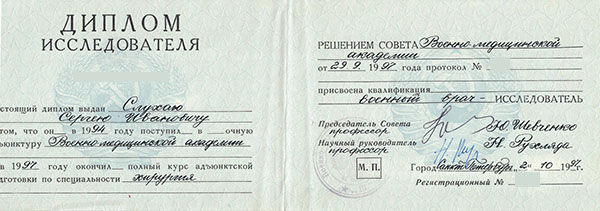 ДИПЛОМ
ИССЛЕДОВАТЕЛЯ
стоящий диплом выдан Слухаю
Сергею Ивановичу
том, что он в 1994 году поступил в очную
ъюнктуру Военно-медицинской академии
в 1997 окончил полный курс адъюнктской
дготовки по специальности
хирургия
РЕШЕНИЕМ СОВЕТА Военно-медицинской
академии
от 29.9. 1997 года протокол №
присвоена квалификация
военный врач - ИССЛЕДОВАТЕЛЬ
Председатель Совета
профессор Ю. Шевченко
Научный руководитель
профессор Н. Рухляда
М. П.
Город Санкт-Петербург, 2 · 10 1997
Регистрационный №